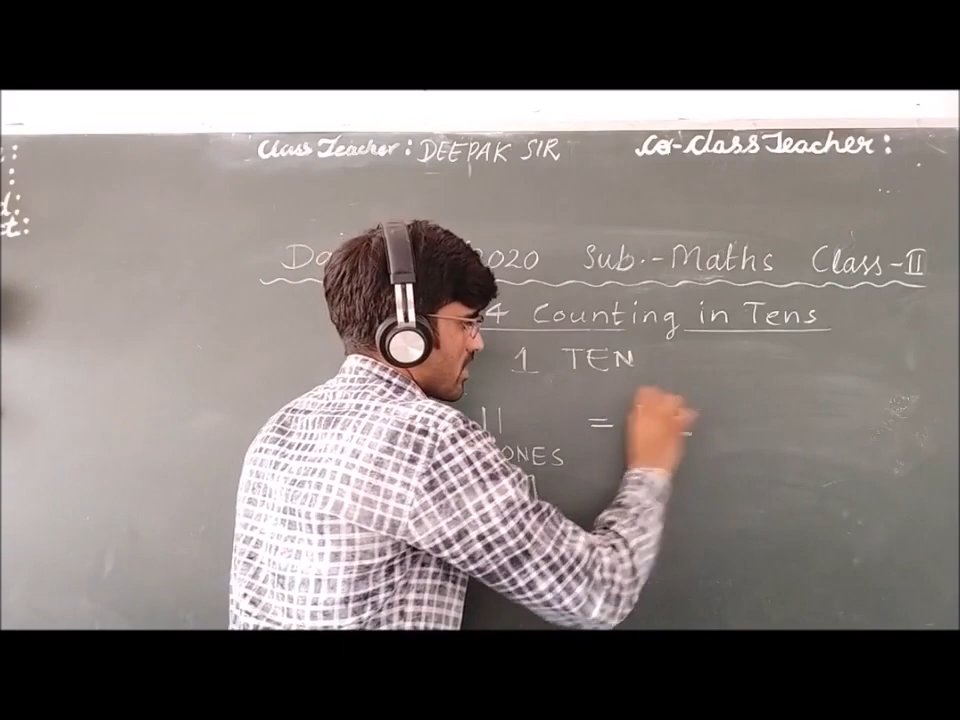 Class Teacher : DEEPAK SIR Co-Class Teacher :
2020 Sub.-Maths Class-II
4 Counting in Tens
1 TEN
11 =
ONES